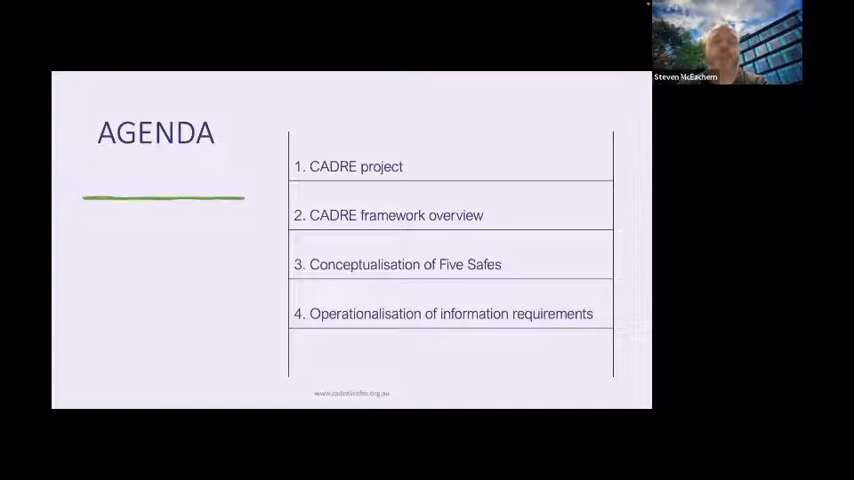 Steven McEachern
AGENDA
1. CADRE project
2. CADRE framework overview
3. Conceptualisation of Five Safes
4. Operationalisation of information requirements
www.cadre5safes.org.au